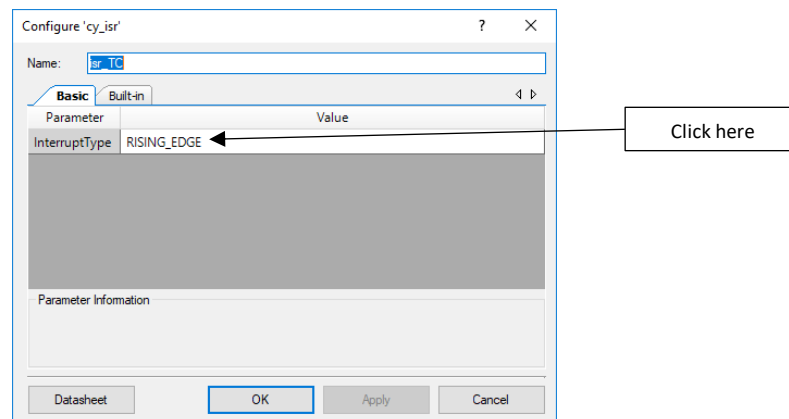 Configure 'cy_isr'
? ×
Name: isr_TC
Basic Built-in
Parameter Value
InterruptType RISING_EDGE
Click here
Parameter Information
Datasheet OK Apply Cancel